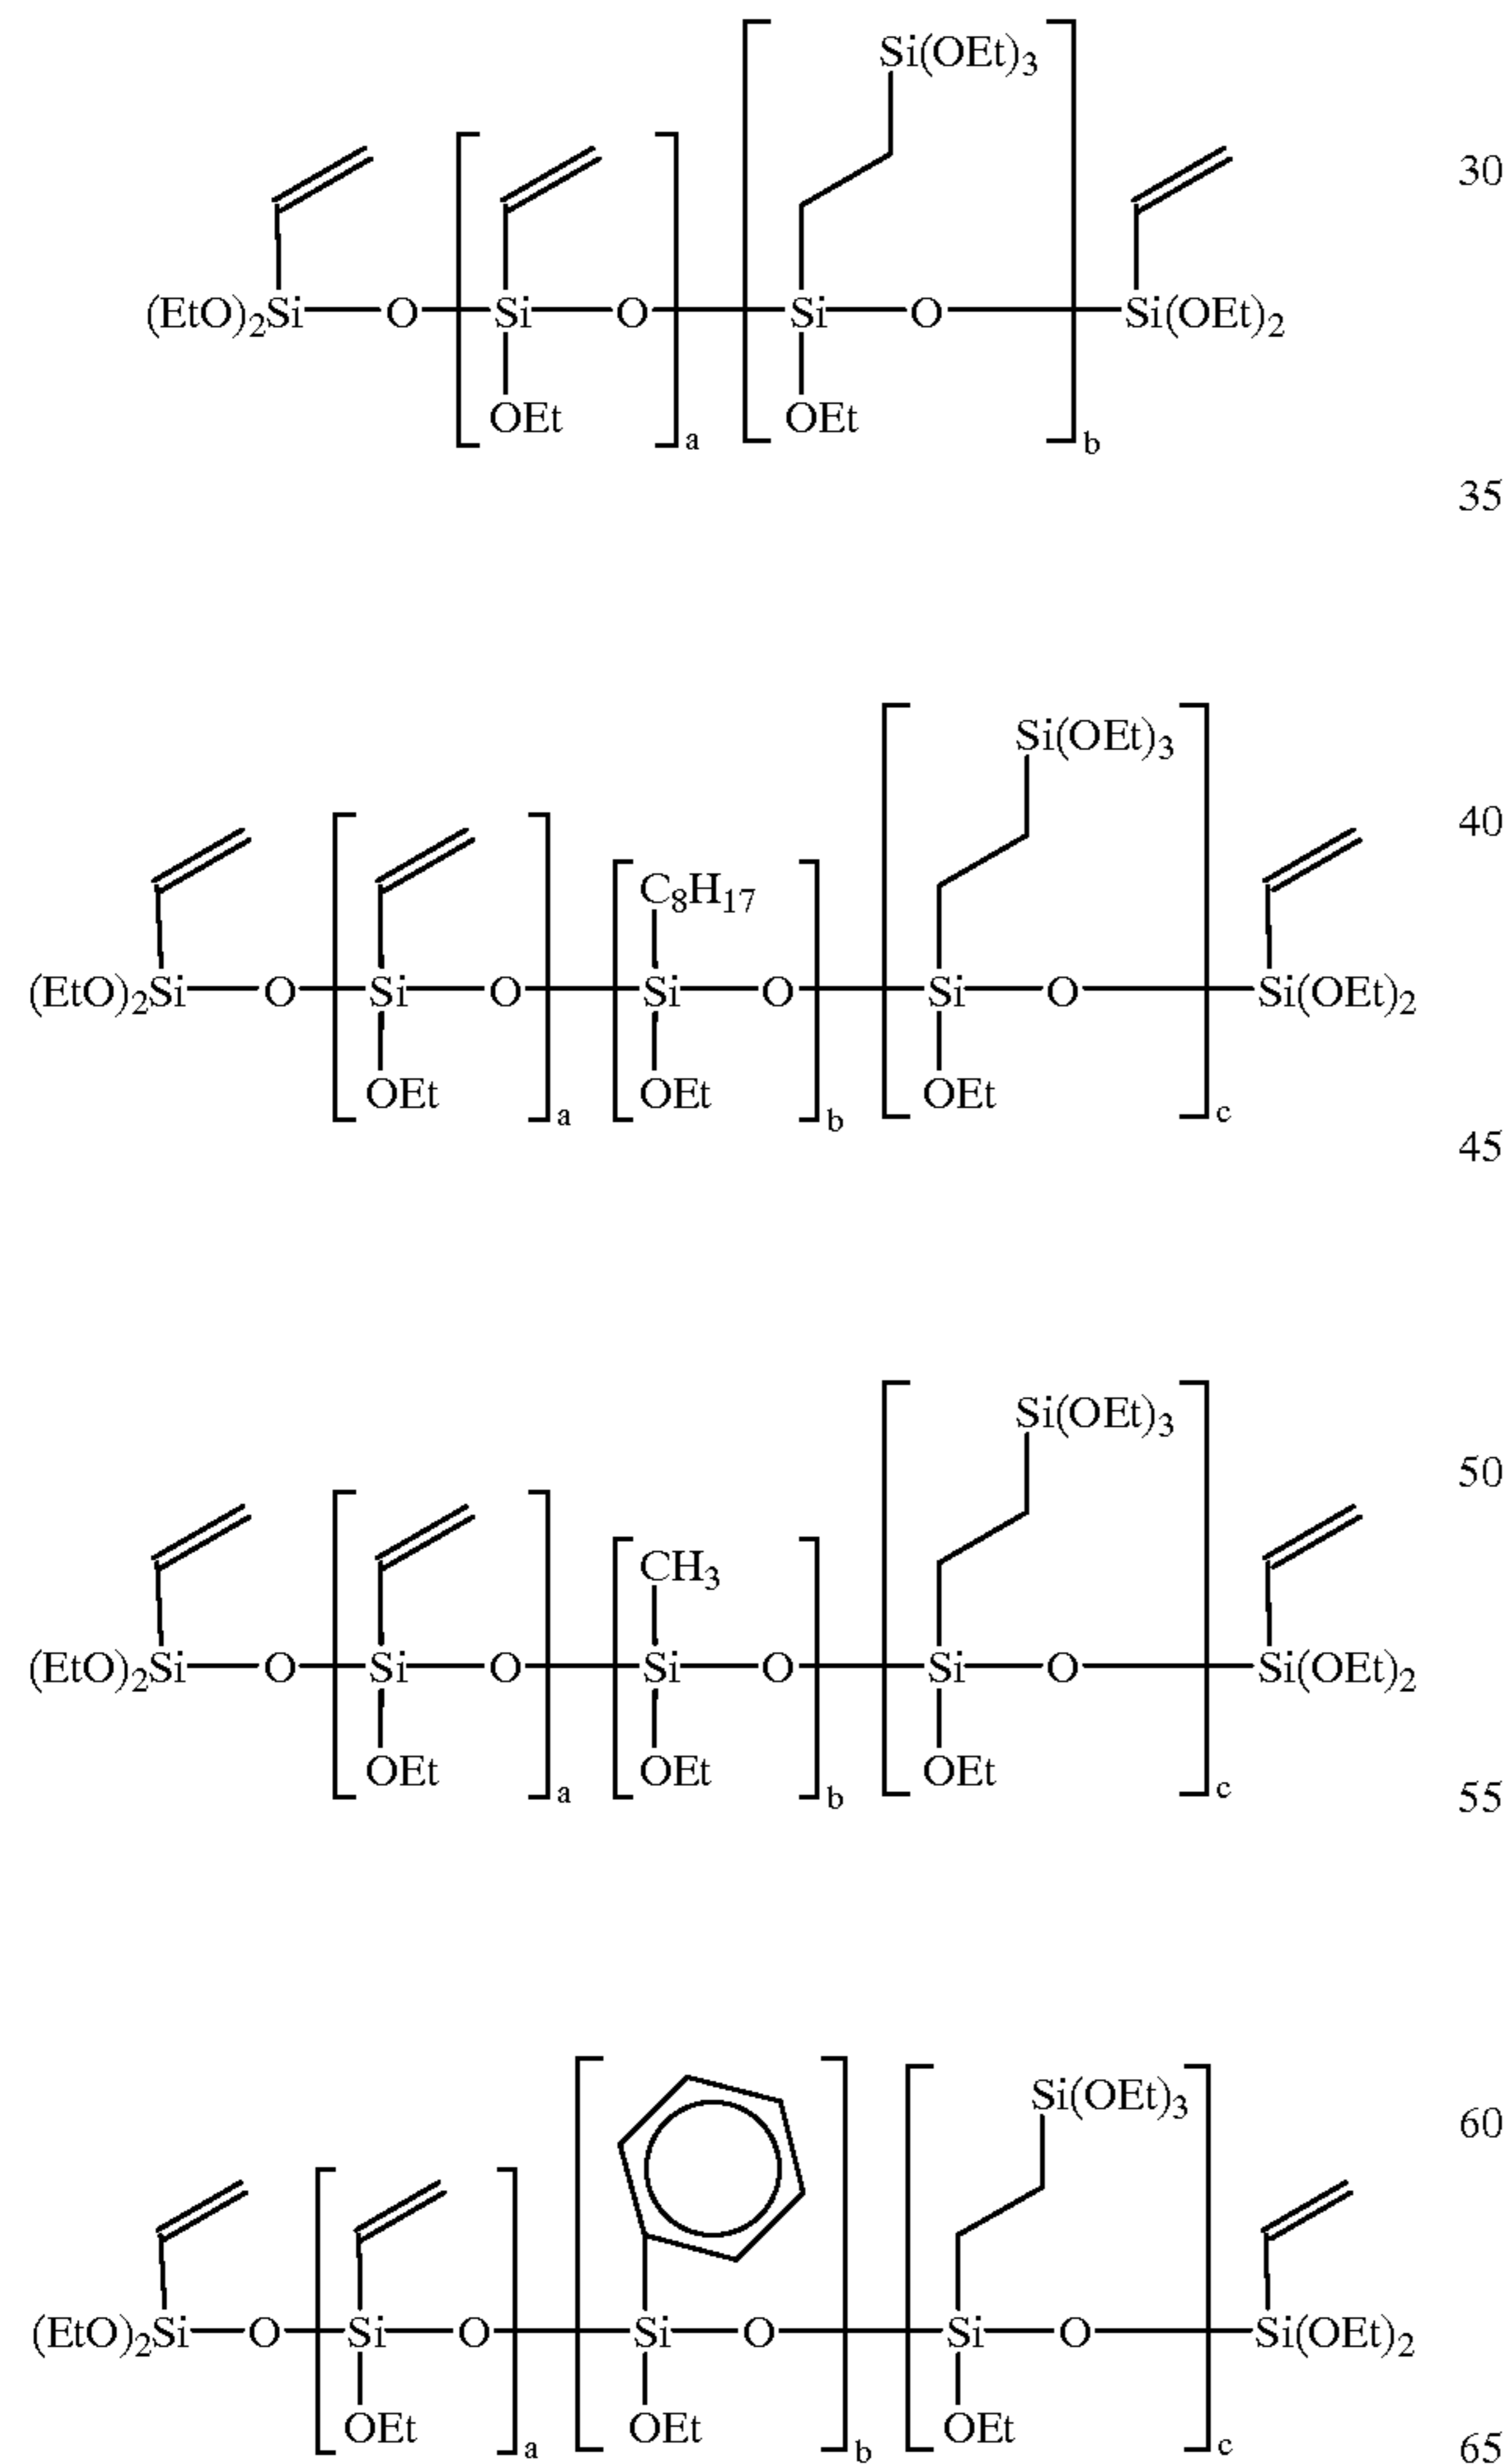 Si(OEt)3
30
(EtO)2Si—O—Si—O—Si—O—Si(OEt)2
OEt OEt
a b
35
Si(OEt)3
40
C8H17
(EtO)2Si—O—Si—O—Si—O—Si—O—Si(OEt)2
OEt OEt OEt
a b c
45
Si(OEt)3
50
CH3
(EtO)2Si—O—Si—O—Si—O—Si—O—Si(OEt)2
OEt OEt OEt
a b c
55
Si(OEt)3
60
(EtO)2Si—O—Si—O—Si—O—Si—O—Si(OEt)2
OEt OEt OEt
a b c
65